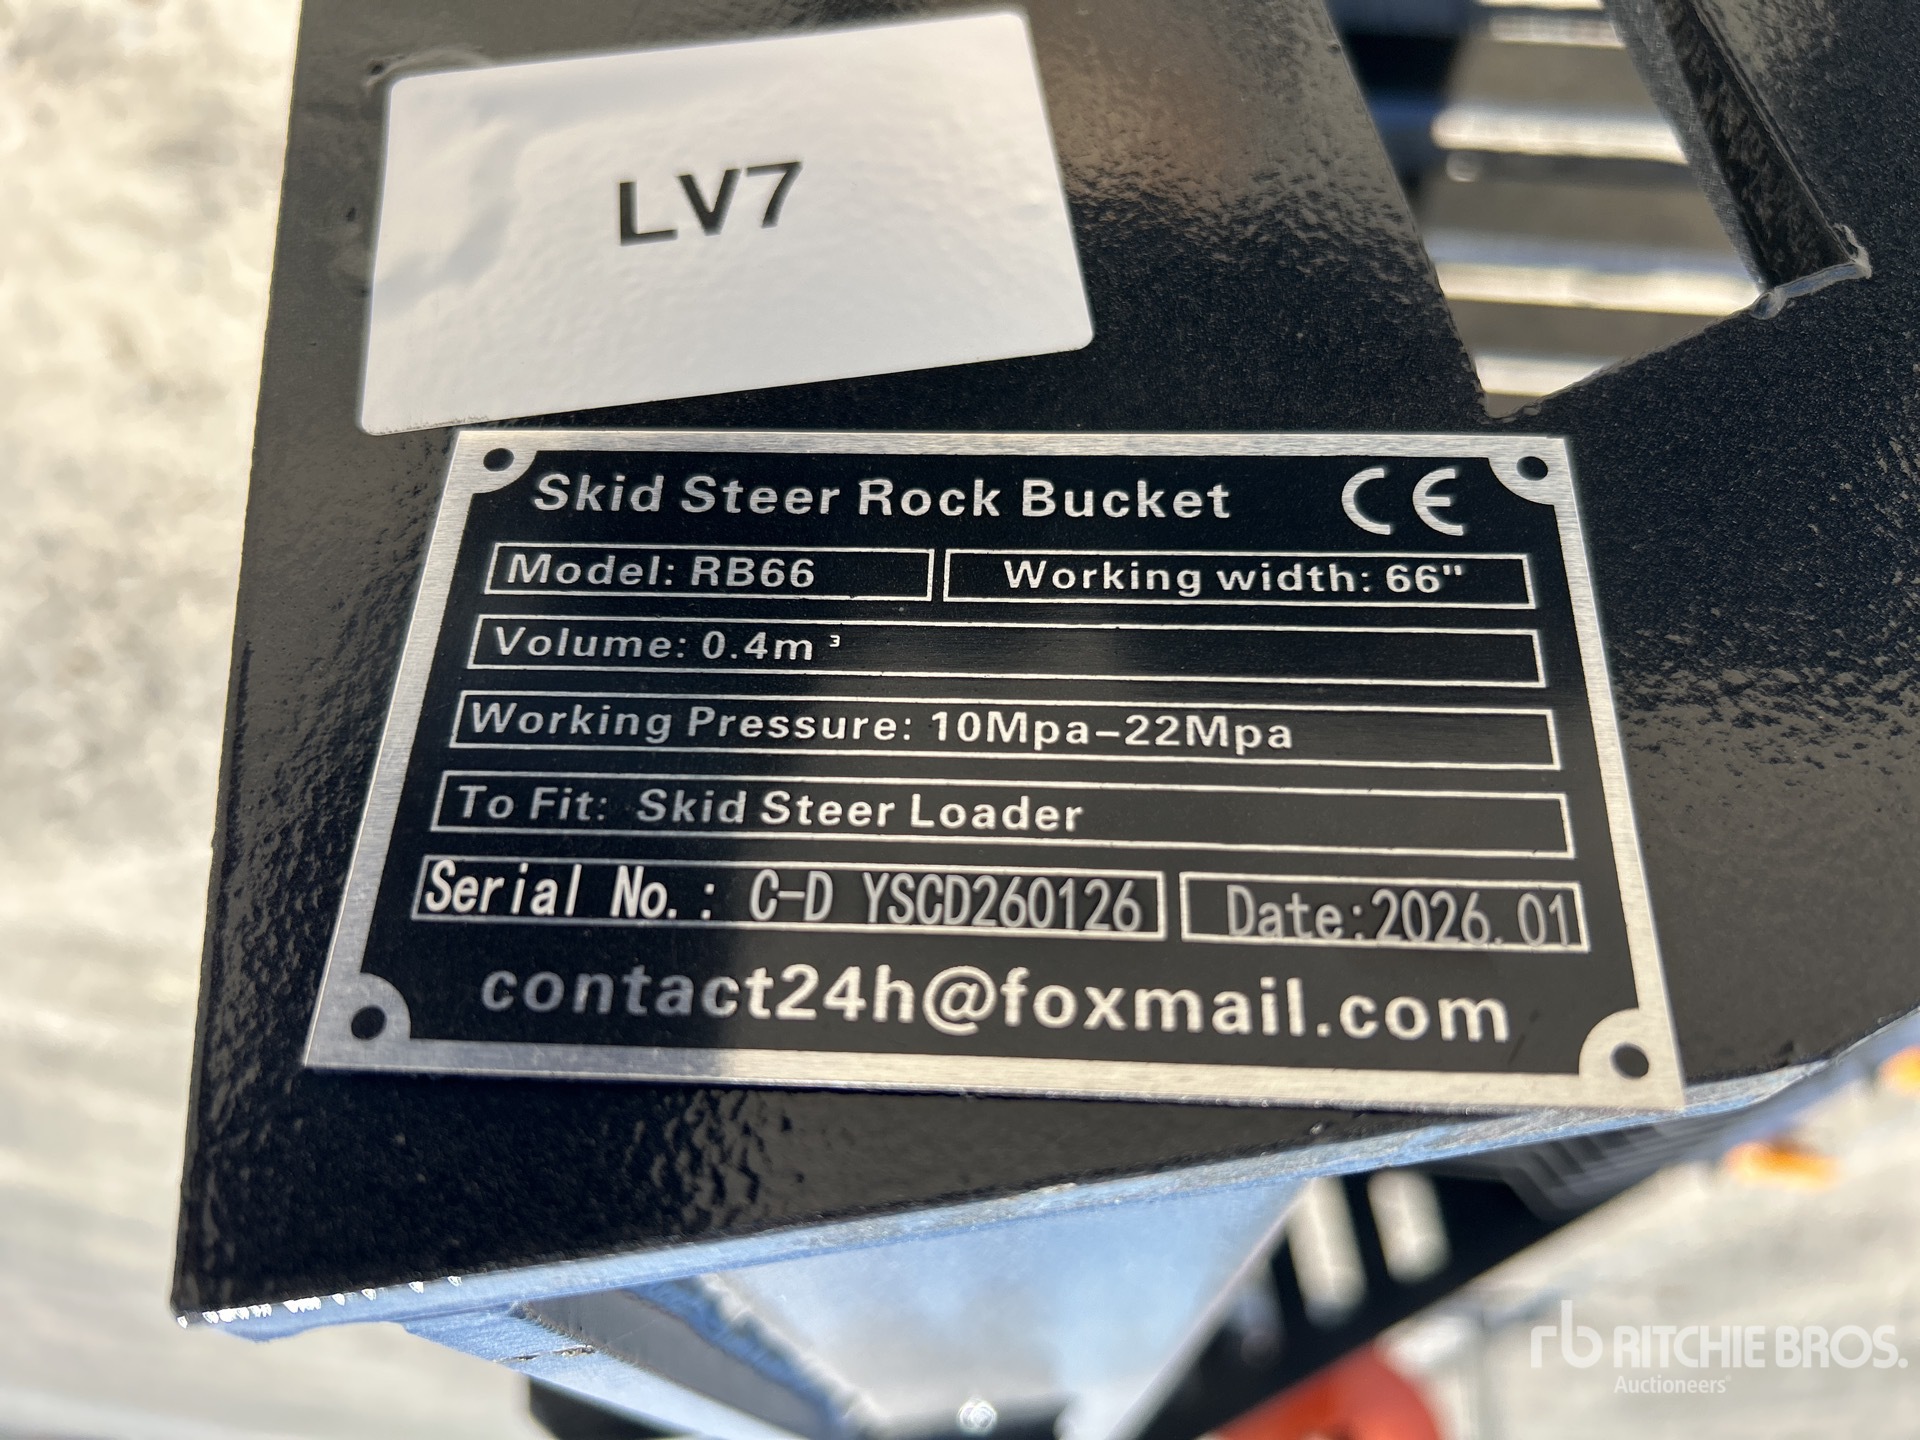 LV7
Skid Steer Rock Bucket CE
Model: RB66 Working width: 66"
Volume: 0.4m³
Working Pressure: 10Mpa-22Mpa
To Fit: Skid Steer Loader
Serial No.: C-D YSCD260126 Date:2026.01
contact24h@foxmail.com
rb RITCHIE BROS.
Auctioneers